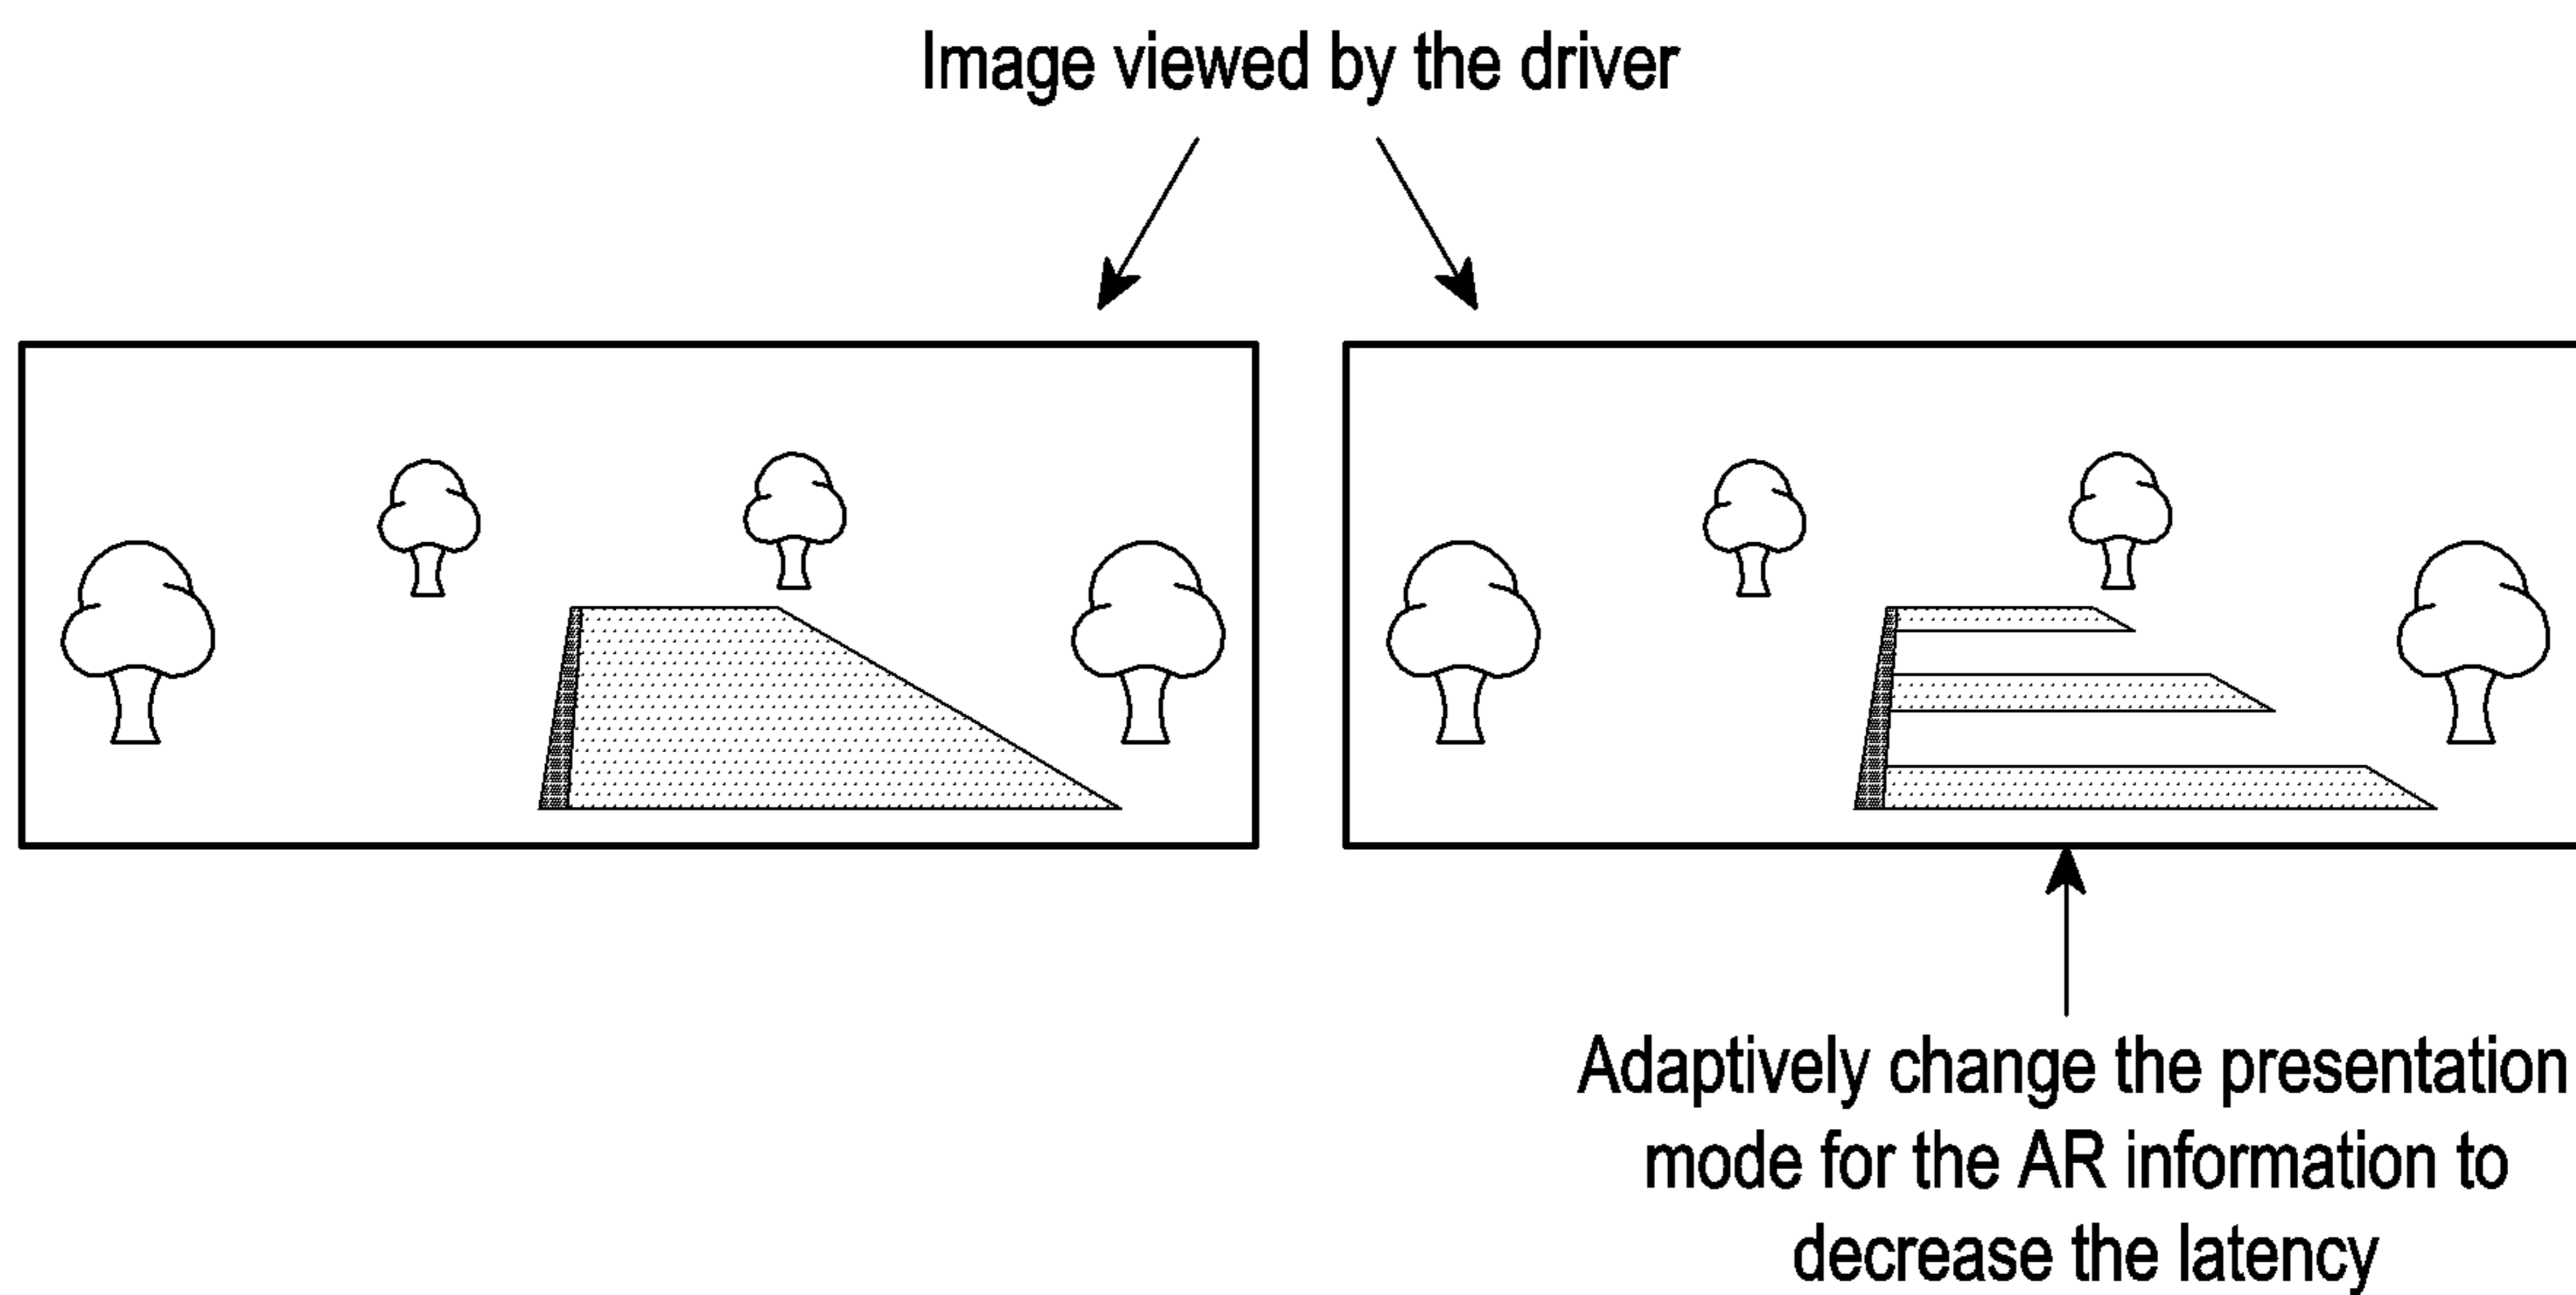 Image viewed by the driver
Adaptively change the presentation
mode for the AR information to
decrease the latency